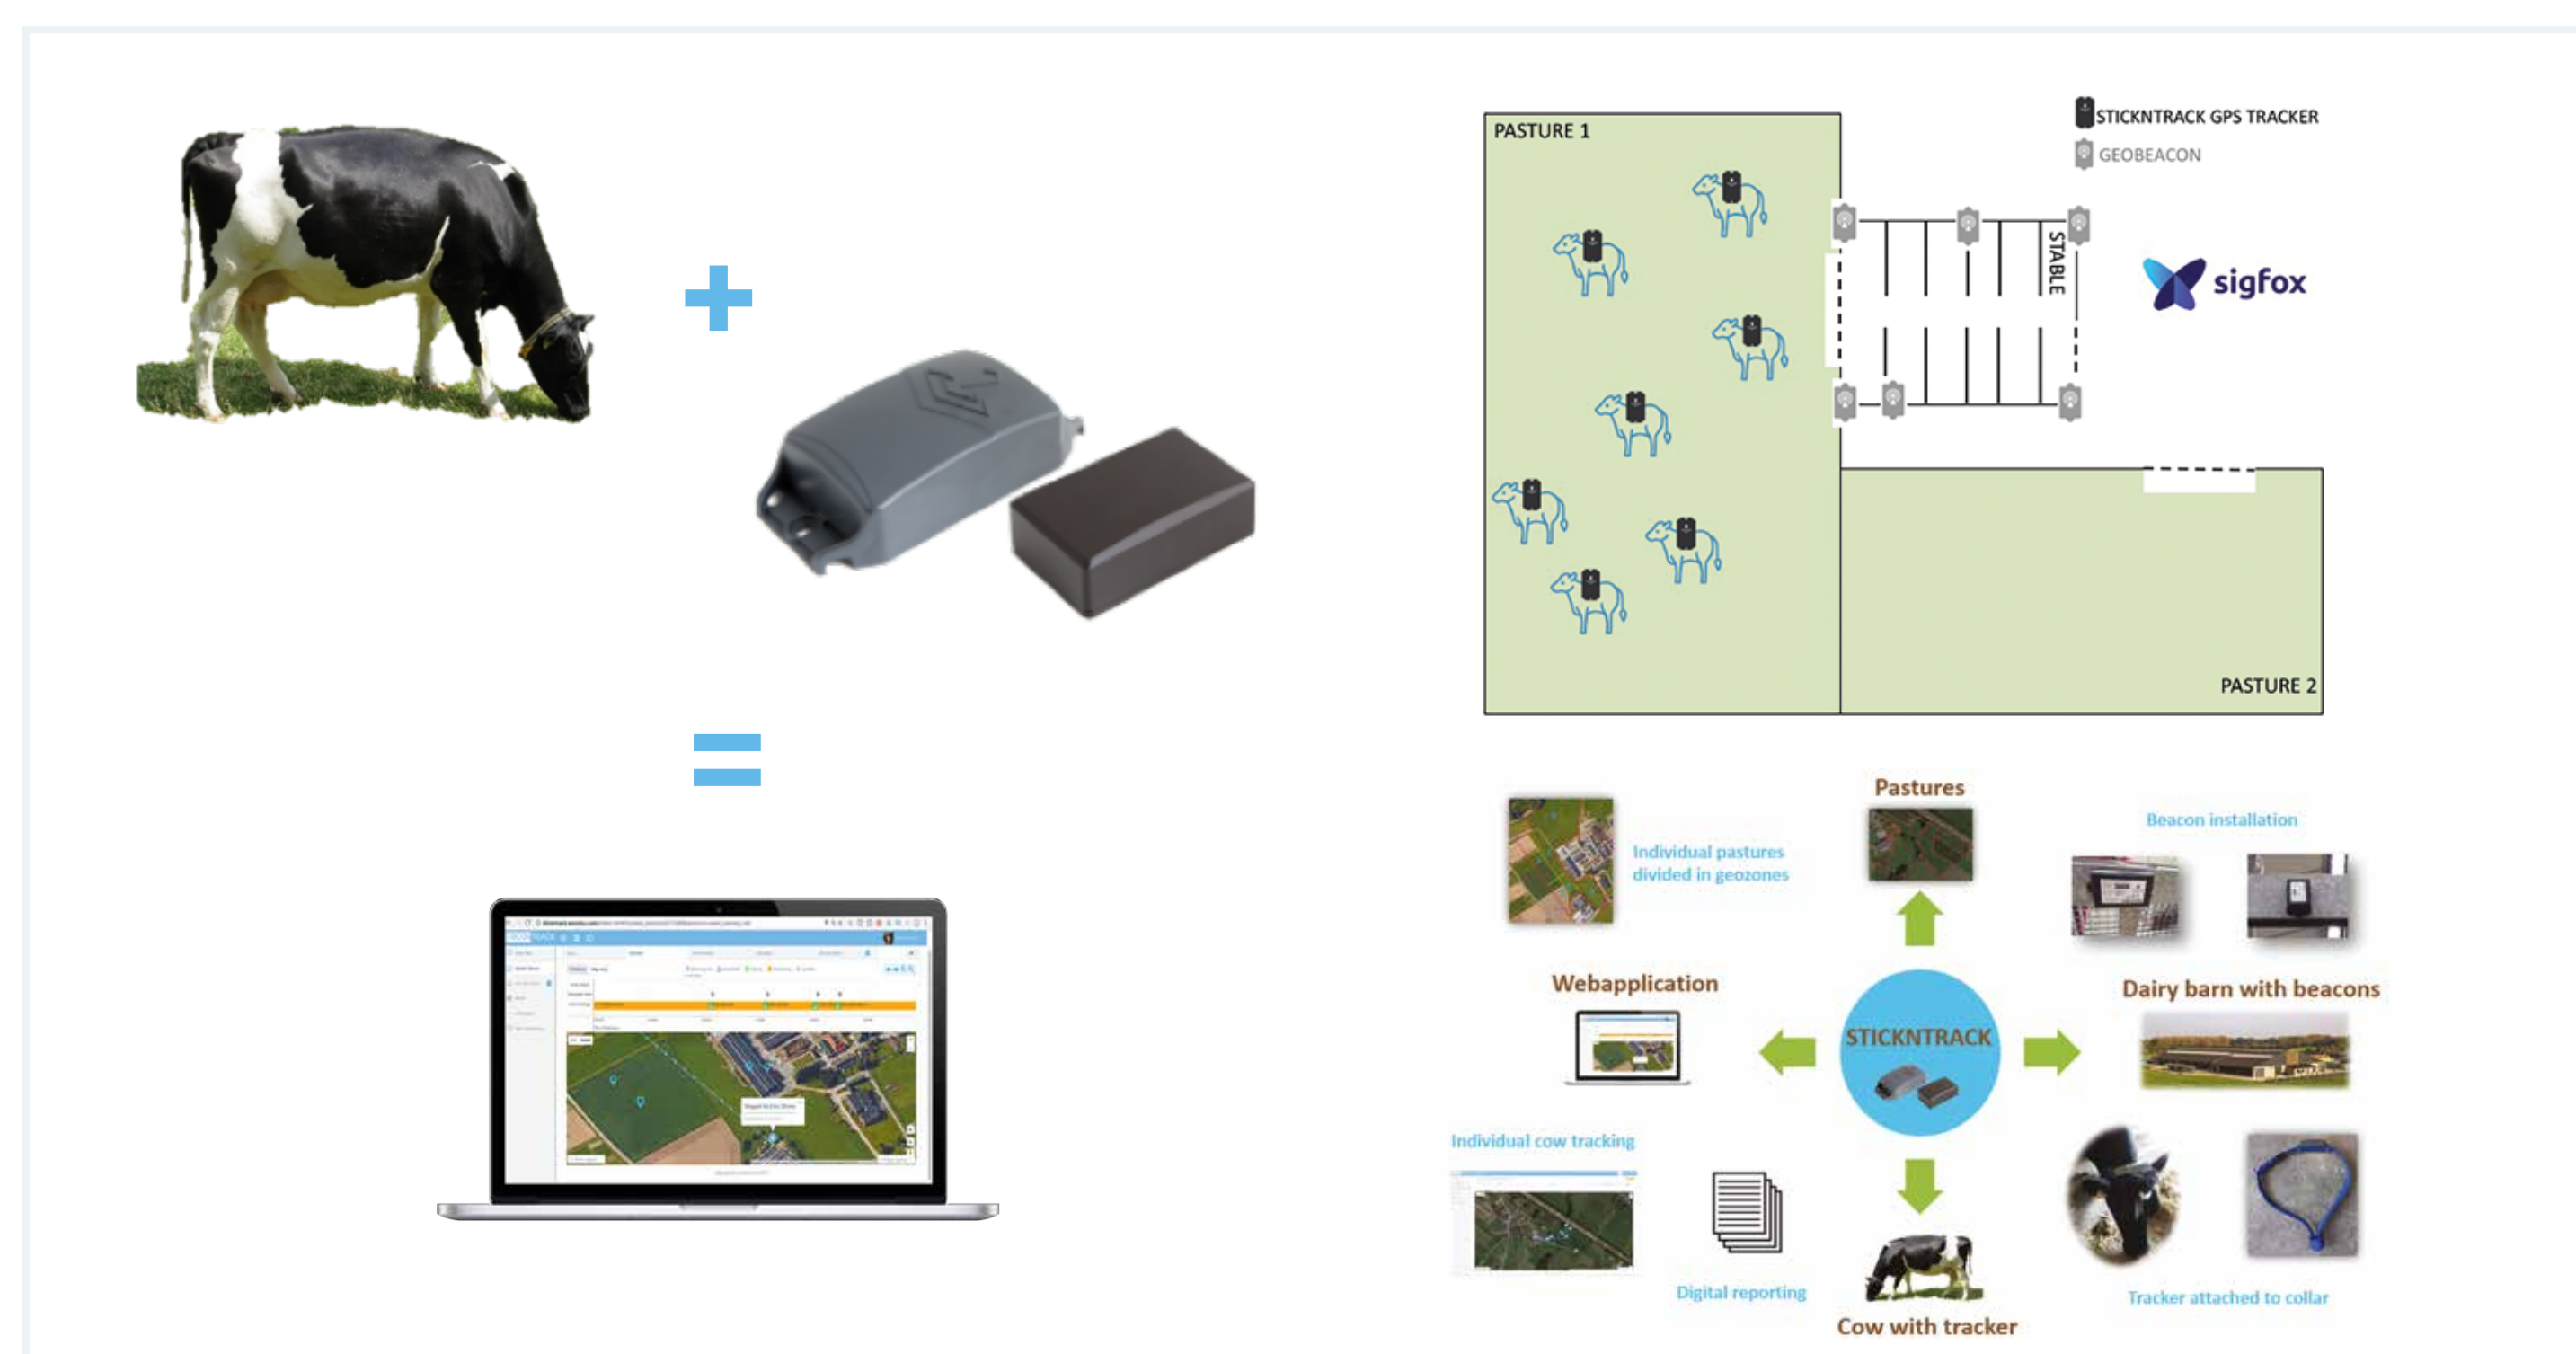 PASTURE 1
STICKNTRACK GPS TRACKER
GEOBEACON
STABLE
sigfox
PASTURE 2
Pastures
Individual pastures
divided in geozones
Beacon installation
Webapplication
Dairy barn with beacons
STICKNTRACK
Individual cow tracking
Digital reporting
Tracker attached to collar
Cow with tracker